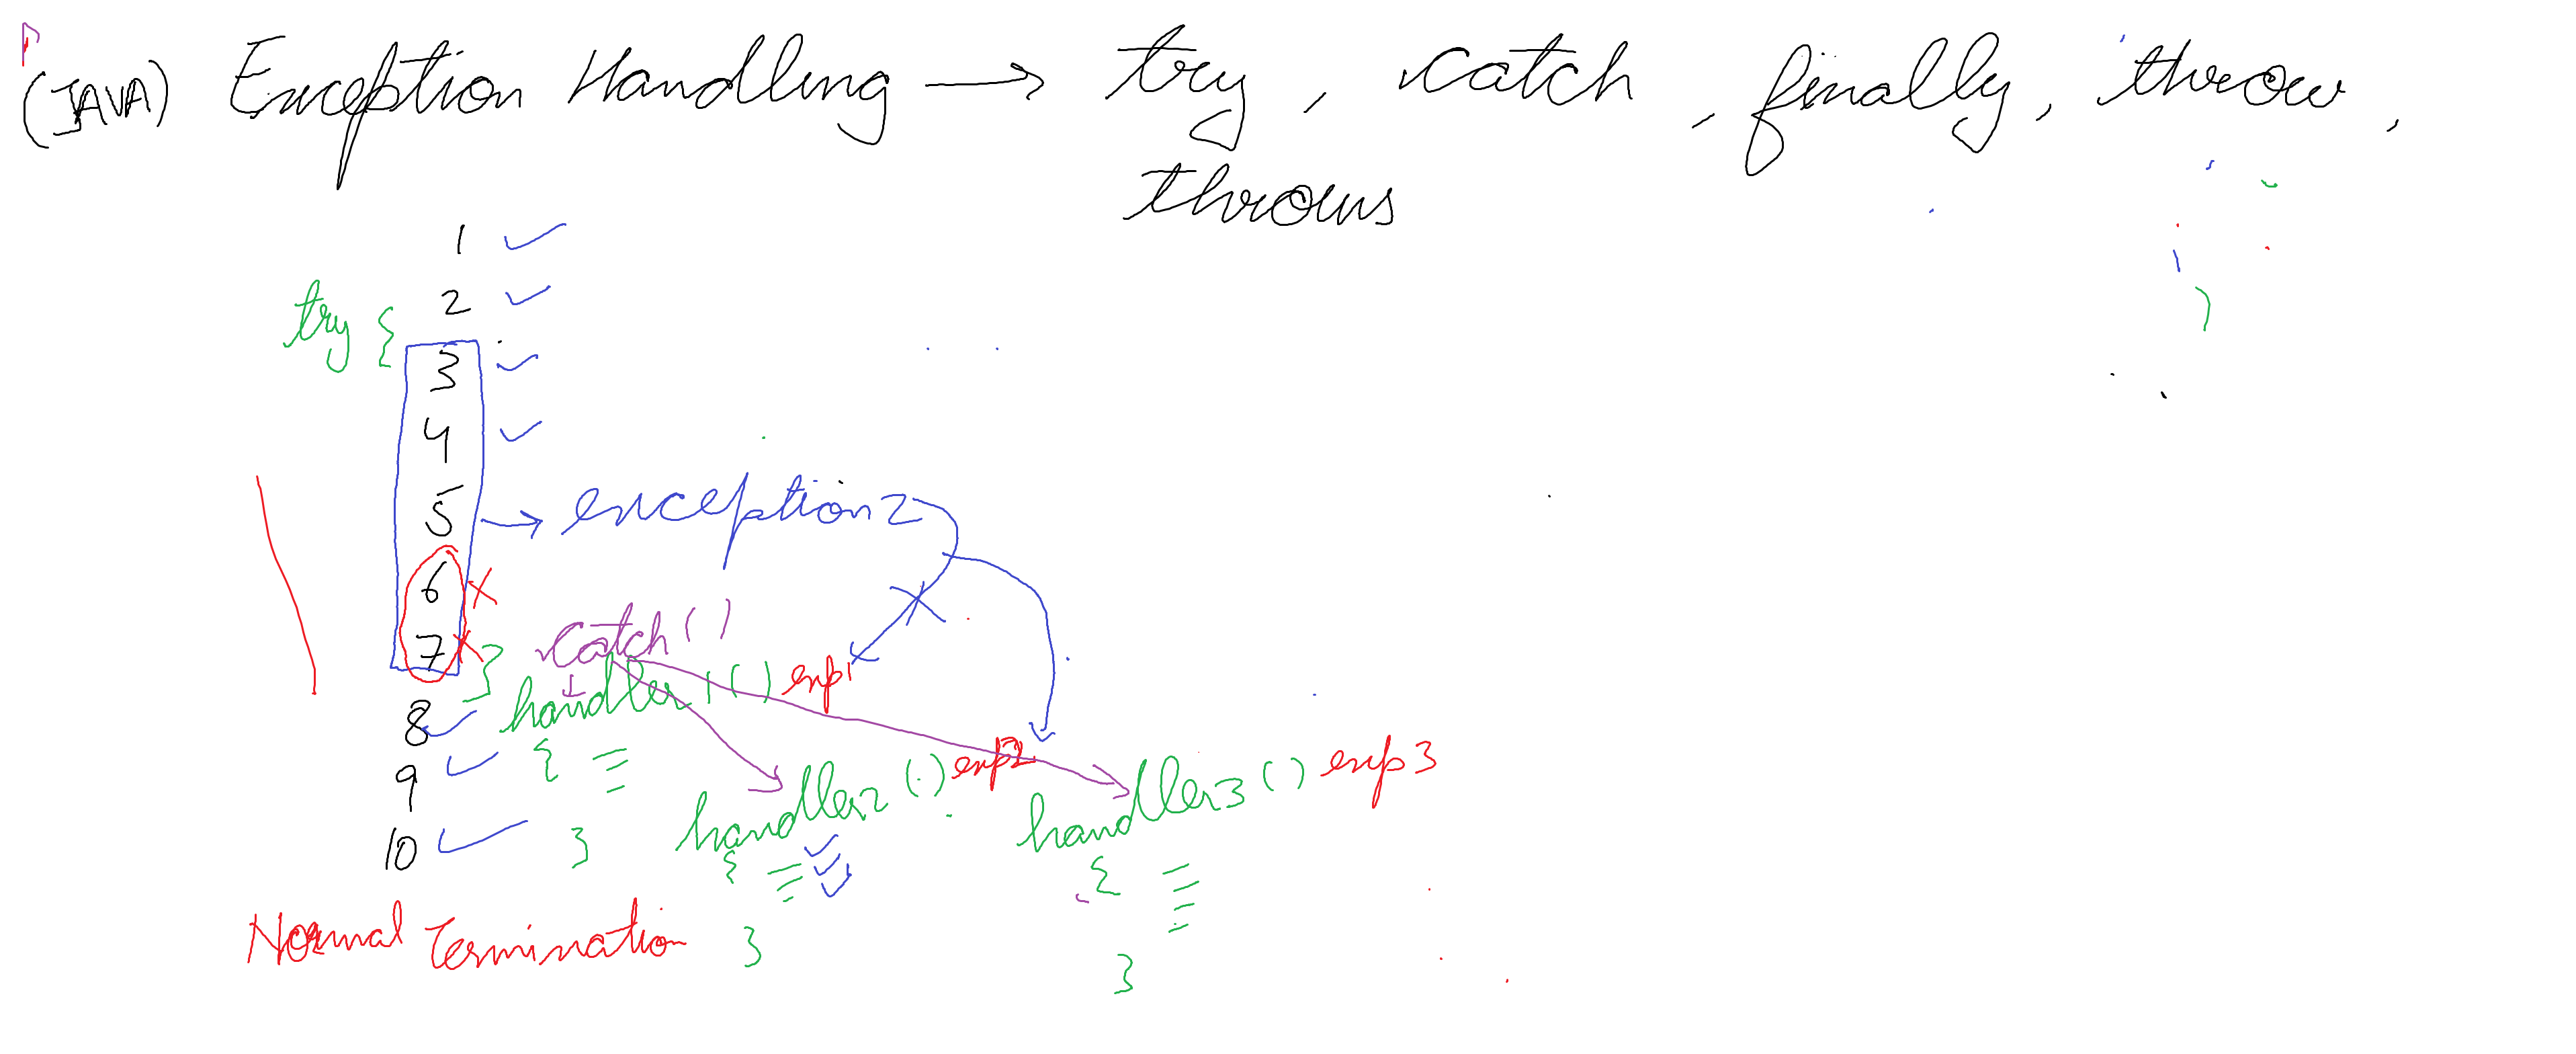 (JAVA) Exception Handling → try, catch, finally, throw,
throws
1 ✓
2 ✓
try {
3 ✓
4 ✓
5 → exception2
6 ×
7 × }
catch ( )
handler1 ( ) exp1
8 ✓
{
9 ✓
handler2 ( ) exp2
handler3 ( ) exp3
10 ✓
}
{
{
Normal Termination
}
}